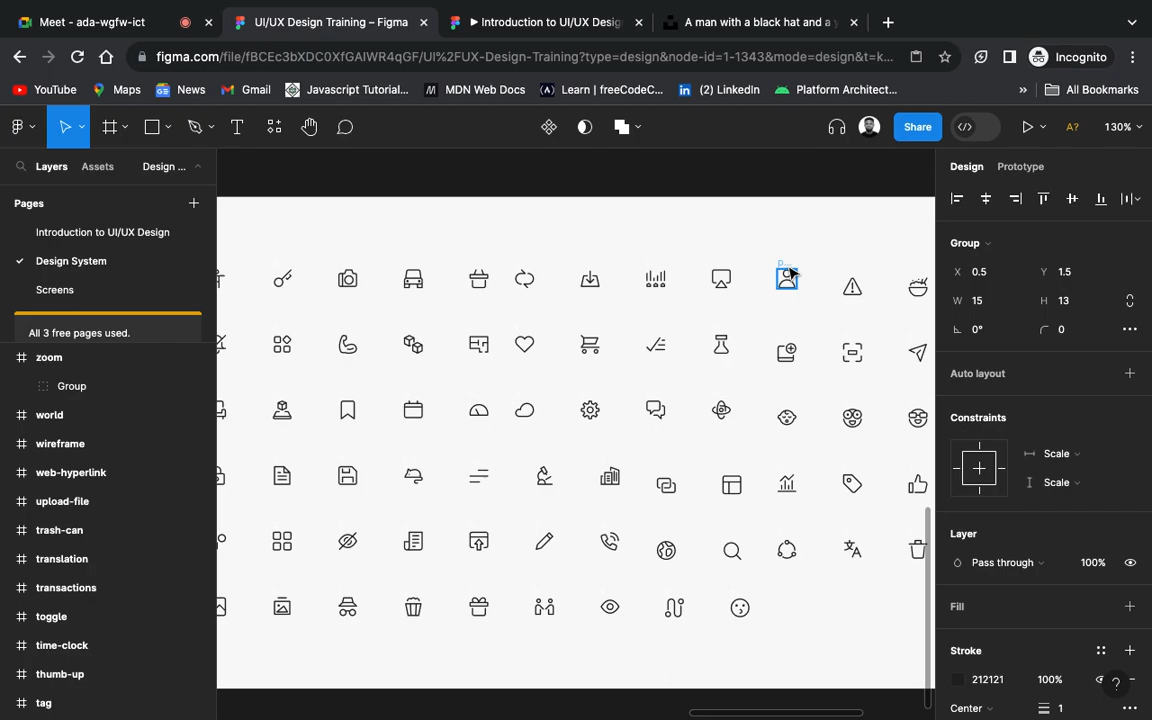 Meet - ada-wgfw-ict
UI/UX Design Training – Figma
Introduction to UI/UX Desig
A man with a black hat and a y
figma.com/file/fBCEc3bXDC0XfGAlWR4qGF/UI%2FUX-Design-Training?type=design&node-id=1-1343&mode=design&t=k...
Incognito
YouTube
Maps
News
Gmail
Javascript Tutorial...
MDN Web Docs
Learn | freeCodeC...
(2) LinkedIn
Platform Architect...
»
All Bookmarks
Share
A?
130%
Layers
Assets
Design ...
Pages
Introduction to UI/UX Design
Design System
Screens
All 3 free pages used.
zoom
Group
world
wireframe
web-hyperlink
upload-file
trash-can
translation
transactions
toggle
time-clock
thumb-up
tag
p...
Design
Prototype
Group
X 0.5
Y 1.5
W 15
H 13
0°
0
Auto layout
Constraints
Scale
Scale
Layer
Pass through
100%
Fill
Stroke
212121
100%
Center
1
?